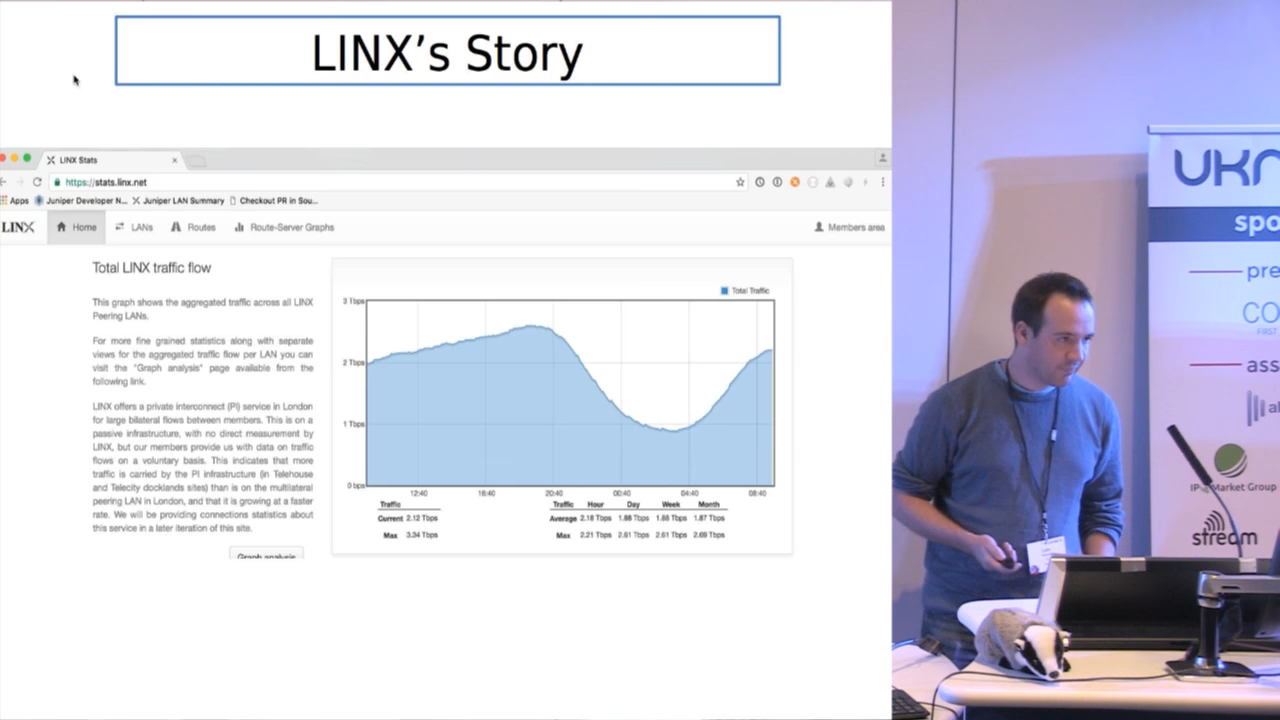 LINX's Story
LINX Stats
https://stats.linx.net
Apps Juniper Developer N... Juniper LAN Summary Checkout PR in Sou...
LINX Home LANs Routes Route-Server Graphs Members area
Total LINX traffic flow
This graph shows the aggregated traffic across all LINX
Peering LANs.
For more fine grained statistics along with separate
views for the aggregated traffic flow per LAN you can
visit the "Graph analysis" page available from the
following link.
LINX offers a private interconnect (PI) service in London
for large bilateral flows between members. This is on a
passive infrastructure, with no direct measurement by
LINX, but our members provide us with data on traffic
flows on a voluntary basis. This indicates that more
traffic is carried by the PI infrastructure (in Telehouse
and Telecity docklands sites) than is on the multilateral
peering LAN in London, and that it is growing at a faster
rate. We will be providing connections statistics about
this service in a later iteration of this site.
Graph analysis
Total Traffic
3 Tbps
2 Tbps
1 Tbps
0 bps
12:40 16:40 20:40 00:40 04:40 08:40
Traffic
Current 2.12 Tbps
Max 3.34 Tbps
Traffic Hour Day Week Month
Average 2.18 Tbps 1.88 Tbps 1.88 Tbps 1.87 Tbps
Max 2.21 Tbps 2.61 Tbps 2.61 Tbps 2.69 Tbps
UKN
spo
pre
CO
FIRST
ass
IP Market Group
stream